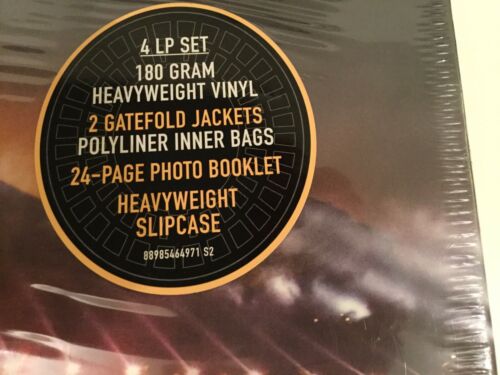 4 LP SET
180 GRAM
HEAVYWEIGHT VINYL
2 GATEFOLD JACKETS
POLYLINER INNER BAGS
24-PAGE PHOTO BOOKLET
HEAVYWEIGHT
SLIPCASE
88985464971 S2